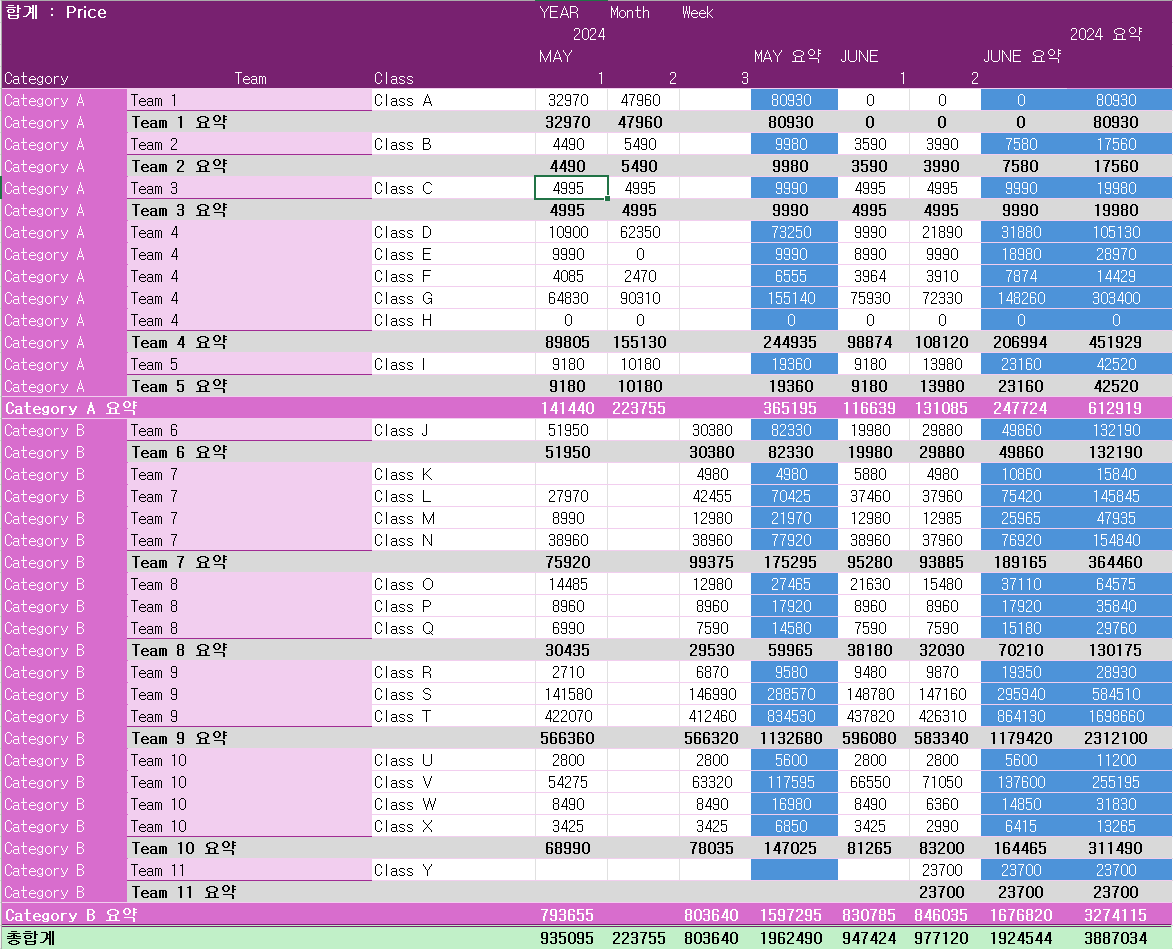 합계 : Price YEAR Month Week
2024 2024 요약
MAY MAY 요약 JUNE JUNE 요약
Category Team Class 1 2 3 1 2
Category A Team 1 Class A 32970 47960 80930 0 0 0 80930
Category A Team 1 요약 32970 47960 80930 0 0 0 80930
Category A Team 2 Class B 4490 5490 9980 3590 3990 7580 17560
Category A Team 2 요약 4490 5490 9980 3590 3990 7580 17560
Category A Team 3 Class C 4995 4995 9990 4995 4995 9990 19980
Category A Team 3 요약 4995 4995 9990 4995 4995 9990 19980
Category A Team 4 Class D 10900 62350 73250 9990 21890 31880 105130
Category A Team 4 Class E 9990 0 9990 8990 9990 18980 28970
Category A Team 4 Class F 4085 2470 6555 3964 3910 7874 14429
Category A Team 4 Class G 64830 90310 155140 75930 72330 148260 303400
Category A Team 4 Class H 0 0 0 0 0 0 0
Category A Team 4 요약 89805 155130 244935 98874 108120 206994 451929
Category A Team 5 Class I 9180 10180 19360 9180 13980 23160 42520
Category A Team 5 요약 9180 10180 19360 9180 13980 23160 42520
Category A 요약 141440 223755 365195 116639 131085 247724 612919
Category B Team 6 Class J 51950 30380 82330 19980 29880 49860 132190
Category B Team 6 요약 51950 30380 82330 19980 29880 49860 132190
Category B Team 7 Class K 4980 4980 5880 4980 10860 15840
Category B Team 7 Class L 27970 42455 70425 37460 37960 75420 145845
Category B Team 7 Class M 8990 12980 21970 12980 12985 25965 47935
Category B Team 7 Class N 38960 38960 77920 38960 37960 76920 154840
Category B Team 7 요약 75920 99375 175295 95280 93885 189165 364460
Category B Team 8 Class O 14485 12980 27465 21630 15480 37110 64575
Category B Team 8 Class P 8960 8960 17920 8960 8960 17920 35840
Category B Team 8 Class Q 6990 7590 14580 7590 7590 15180 29760
Category B Team 8 요약 30435 29530 59965 38180 32030 70210 130175
Category B Team 9 Class R 2710 6870 9580 9480 9870 19350 28930
Category B Team 9 Class S 141580 146990 288570 148780 147160 295940 584510
Category B Team 9 Class T 422070 412460 834530 437820 426310 864130 1698660
Category B Team 9 요약 566360 566320 1132680 596080 583340 1179420 2312100
Category B Team 10 Class U 2800 2800 5600 2800 2800 5600 11200
Category B Team 10 Class V 54275 63320 117595 66550 71050 137600 255195
Category B Team 10 Class W 8490 8490 16980 8490 6360 14850 31830
Category B Team 10 Class X 3425 3425 6850 3425 2990 6415 13265
Category B Team 10 요약 68990 78035 147025 81265 83200 164465 311490
Category B Team 11 Class Y 23700 23700 23700
Category B Team 11 요약 23700 23700 23700
Category B 요약 793655 803640 1597295 830785 846035 1676820 3274115
총합계 935095 223755 803640 1962490 947424 977120 1924544 3887034